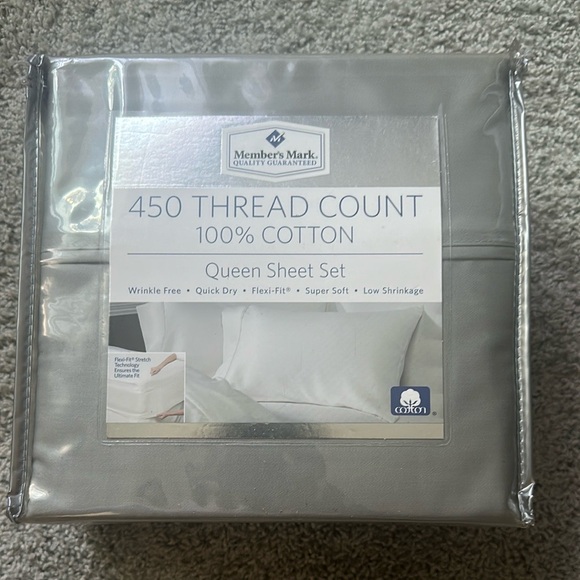 Member's Mark.
QUALITY GUARANTEED
450 THREAD COUNT
100% COTTON
Queen Sheet Set
Wrinkle Free • Quick Dry • Flexi-Fit® • Super Soft • Low Shrinkage
Flexi-Fit® Stretch
Technology
Ensures the
Ultimate Fit
cotton®